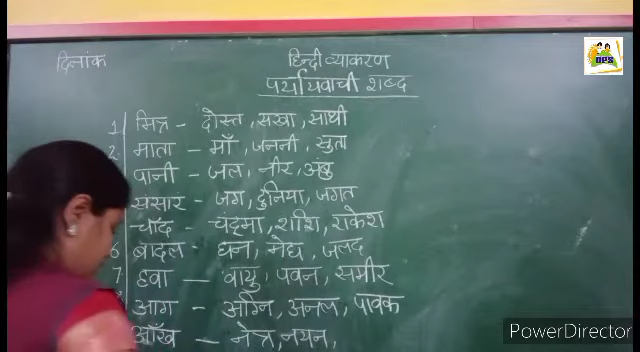 दिनांक
हिन्दी व्याकरण
पर्यायवाची शब्द
1 मित्र - दोस्त, सखा, साथी
2. माता - माँ, जननी, सुता
पानी - जल, नीर, अंबु
संसार - जग, दुनिया, जगत
चाँद - चंद्रमा, शशि, राकेश
6 बादल - घन, मेघ, जलद
7 हवा - वायु, पवन, समीर
आग - अग्नि, अनल, पावक
आँख - नेत्र, नयन,
DPS
PowerDirector